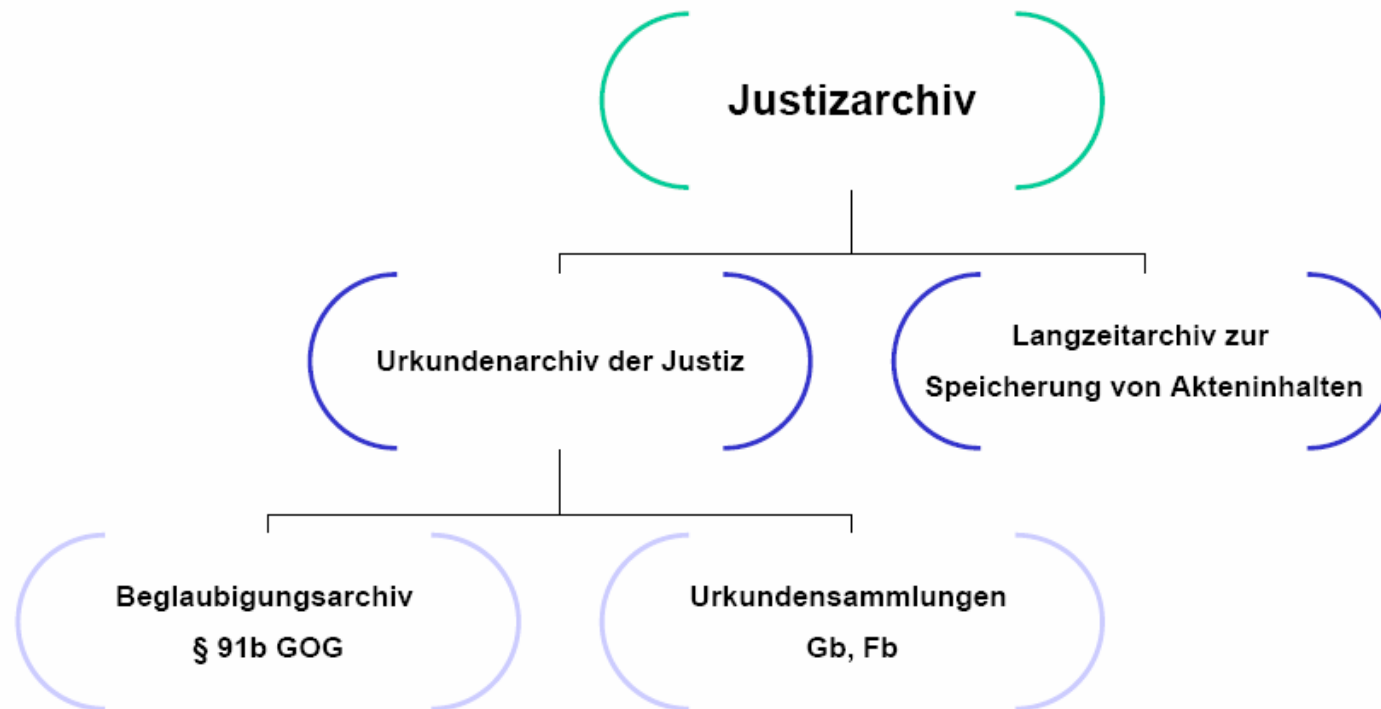 Justizarchiv
Urkundenarchiv der Justiz
Langzeitarchiv zur
Speicherung von Akteninhalten
Beglaubigungsarchiv
§ 91b GOG
Urkundensammlungen
Gb, Fb